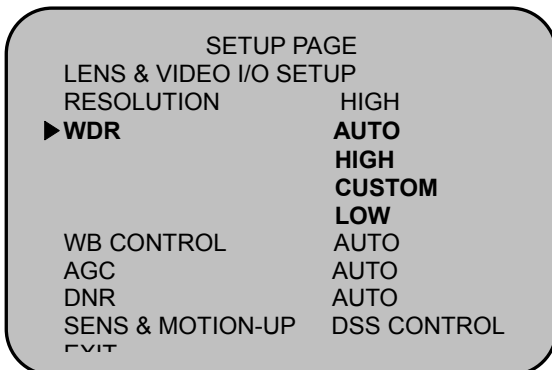 SETUP PAGE
LENS & VIDEO I/O SETUP
RESOLUTION HIGH
WDR AUTO
HIGH
CUSTOM
LOW
WB CONTROL AUTO
AGC AUTO
DNR AUTO
SENS & MOTION-UP DSS CONTROL
EXIT